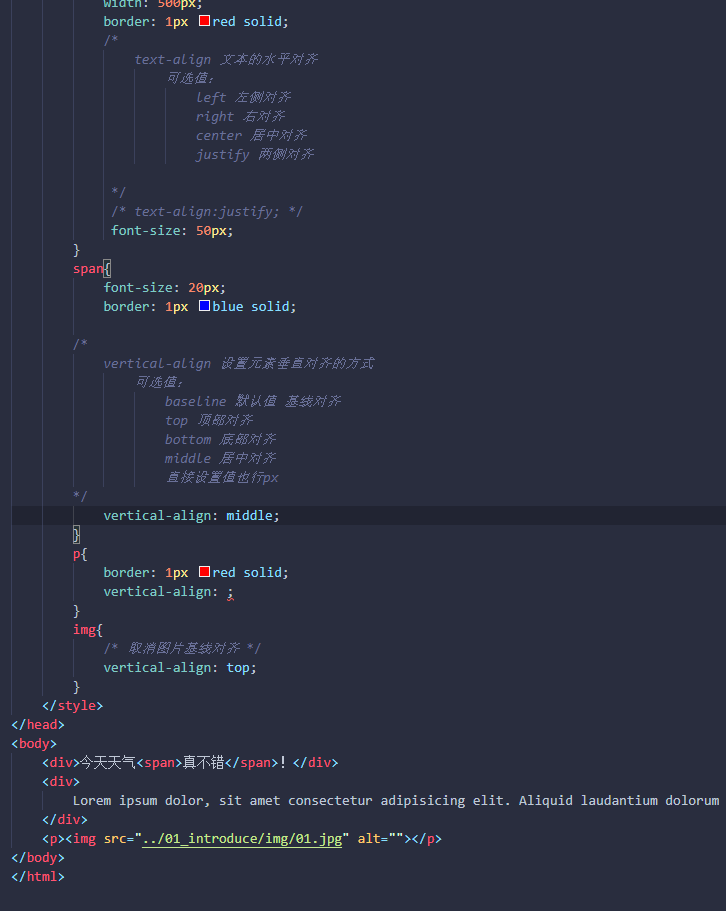 width: 500px;
border: 1px red solid;
/*
text-align 文本的水平对齐
可选值：
left 左侧对齐
right 右对齐
center 居中对齐
justify 两侧对齐
*/
/* text-align:justify; */
font-size: 50px;
}
span{
font-size: 20px;
border: 1px blue solid;
/*
vertical-align 设置元素垂直对齐的方式
可选值：
baseline 默认值 基线对齐
top 顶部对齐
bottom 底部对齐
middle 居中对齐
直接设置值也行px
*/
vertical-align: middle;
}
p{
border: 1px red solid;
vertical-align: ;
}
img{
/* 取消图片基线对齐 */
vertical-align: top;
}
</style>
</head>
<body>
<div>今天天气<span>真不错</span>！</div>
<div>
Lorem ipsum dolor, sit amet consectetur adipisicing elit. Aliquid laudantium dolorum
</div>
<p><img src="../01_introduce/img/01.jpg" alt=""></p>
</body>
</html>